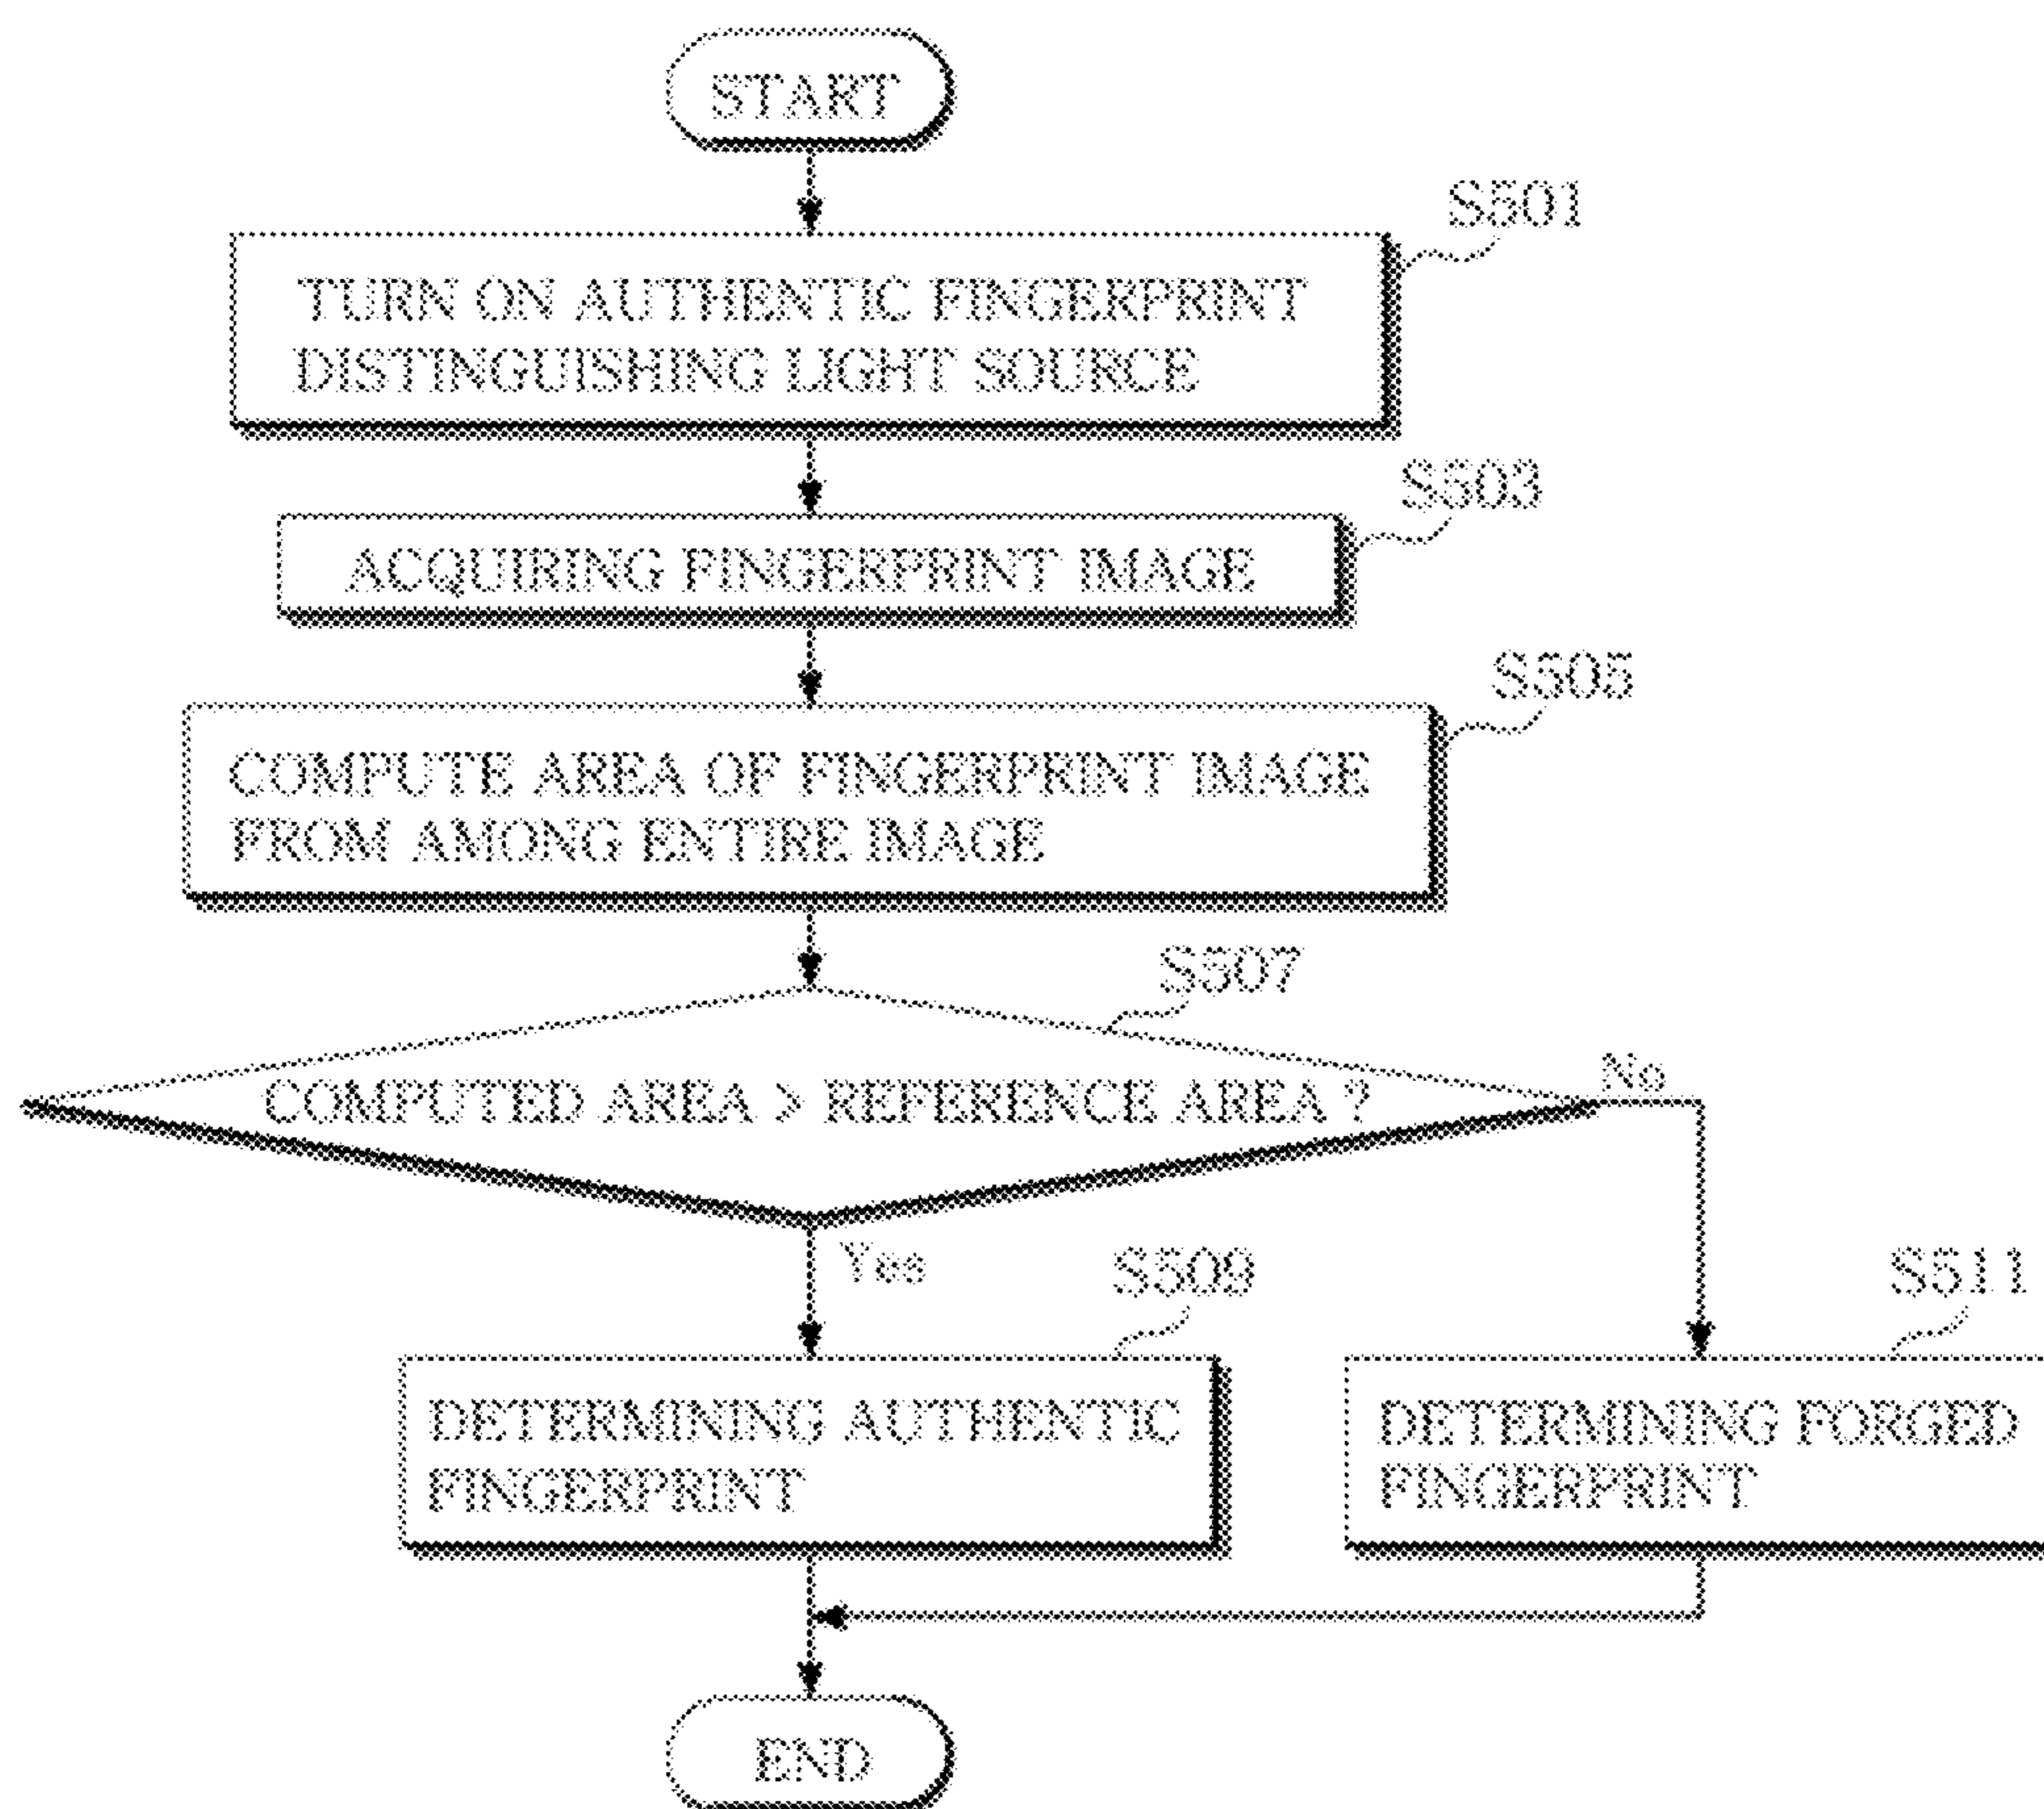 START
S501
TURN ON AUTHENTIC FINGERPRINT
DISTINGUISHING LIGHT SOURCE
S503
ACQUIRING FINGERPRINT IMAGE
S505
COMPUTE AREA OF FINGERPRINT IMAGE
FROM AMONG ENTIRE IMAGE
S507
COMPUTED AREA > REFERENCE AREA ?
No
Yes
S509
S511
DETERMINING AUTHENTIC
FINGERPRINT
DETERMINING FORGED
FINGERPRINT
END